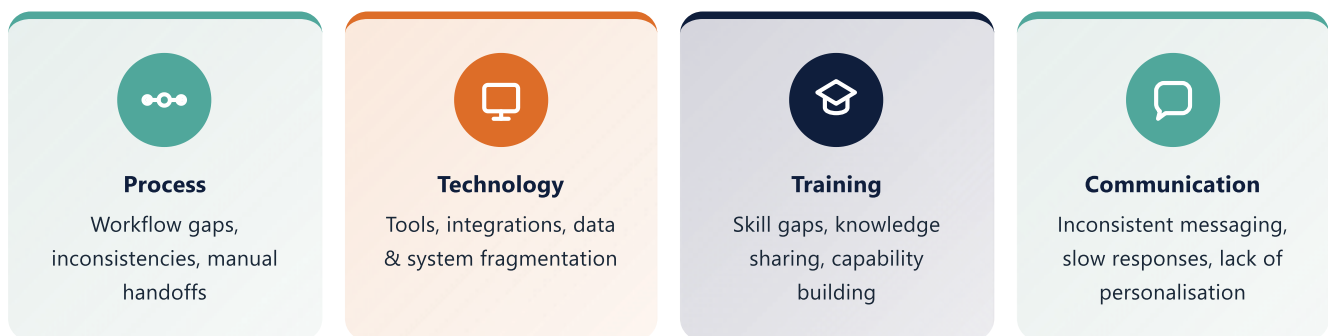 Process
Workflow gaps,
inconsistencies, manual
handoffs
Technology
Tools, integrations, data
& system fragmentation
Training
Skill gaps, knowledge
sharing, capability
building
Communication
Inconsistent messaging,
slow responses, lack of
personalisation